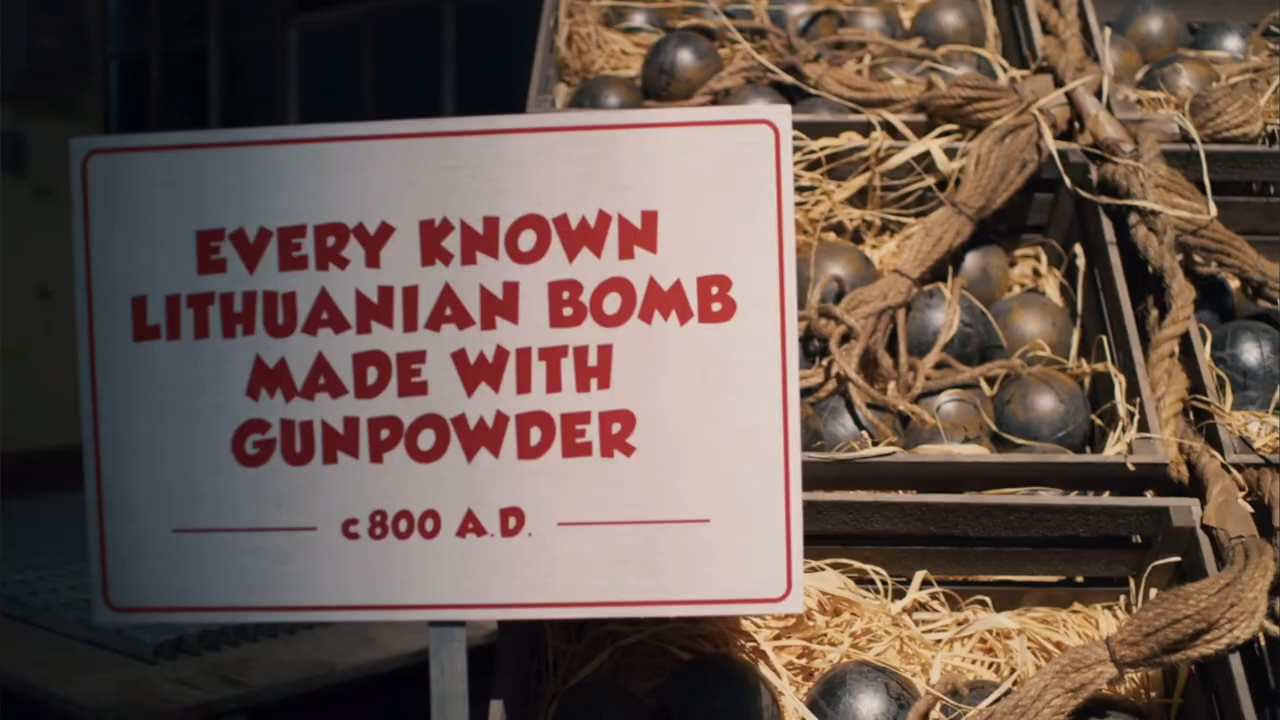 EVERY KNOWN
LITHUANIAN BOMB
MADE WITH
GUNPOWDER
c800 A.D.